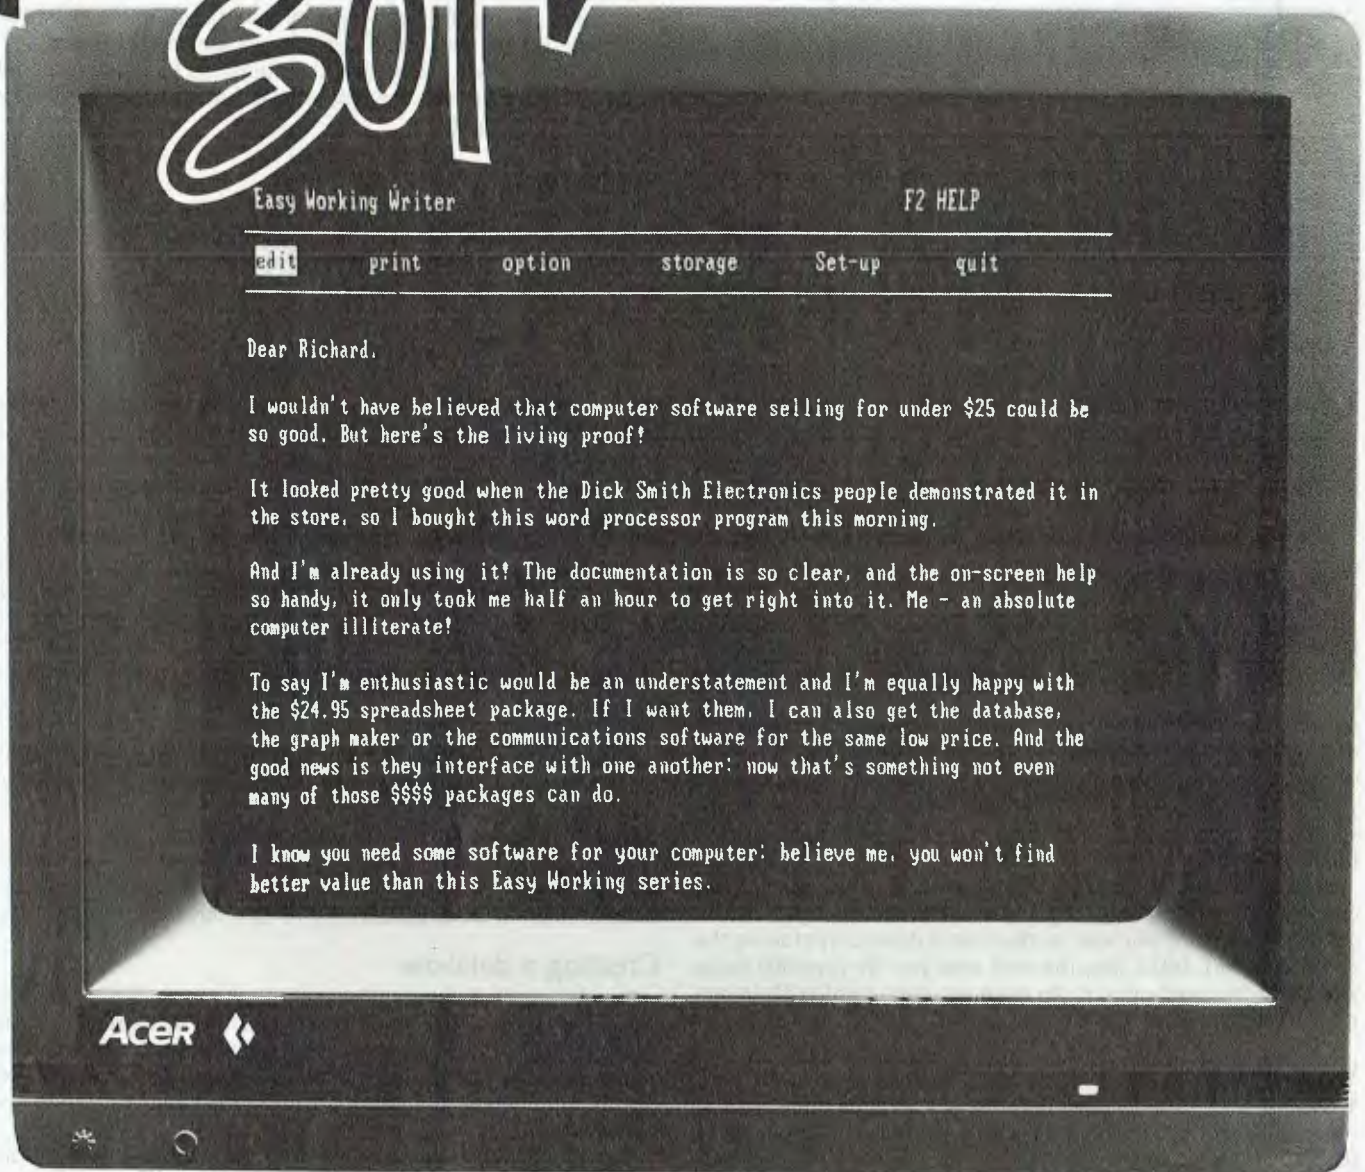 Easy Working Writer F2 HELP
edit print option storage Set-up quit
Dear Richard,
I wouldn't have believed that computer software selling for under $25 could be
so good. But here's the living proof!
It looked pretty good when the Dick Smith Electronics people demonstrated it in
the store, so I bought this word processor program this morning.
And I'm already using it! The documentation is so clear, and the on-screen help
so handy, it only took me half an hour to get right into it. Me - an absolute
computer illiterate!
To say I'm enthusiastic would be an understatement and I'm equally happy with
the $24.95 spreadsheet package. If I want them, I can also get the database,
the graph maker or the communications software for the same low price. And the
good news is they interface with one another: now that's something not even
many of those $$$$ packages can do.
I know you need some software for your computer: believe me, you won't find
better value than this Easy Working series.
Acer